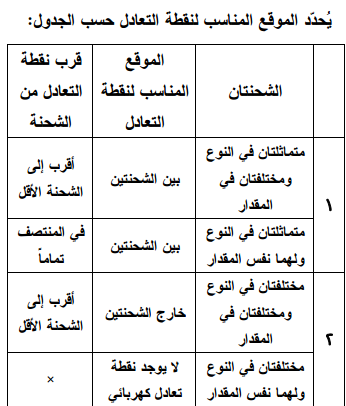 يُحدّد الموقع المناسب لنقطة التعادل حسب الجدول:
الشحنتان
الموقع
المناسب لنقطة
التعادل
قرب نقطة
التعادل من
الشحنة
١
متماثلتان في النوع
ومختلفتان في
المقدار
بين الشحنتين
أقرب إلى
الشحنة الأقل
متماثلتان في النوع
ولهما نفس المقدار
بين الشحنتين
في المنتصف
تماماً
٢
مختلفتان في النوع
ومختلفتان في
المقدار
خارج الشحنتين
أقرب إلى
الشحنة الأقل
مختلفتان في النوع
ولهما نفس المقدار
لا يوجد نقطة
تعادل كهربائي
×